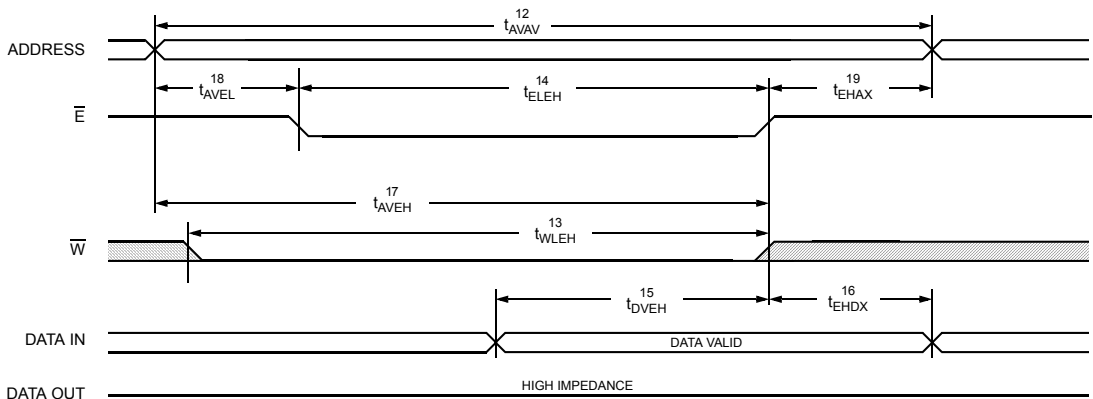 12
tAVAV
ADDRESS
18
tAVEL
14
tELEH
19
tEHAX
E
17
tAVEH
13
tWLEH
W
15
tDVEH
16
tEHDX
DATA IN
DATA VALID
DATA OUT
HIGH IMPEDANCE